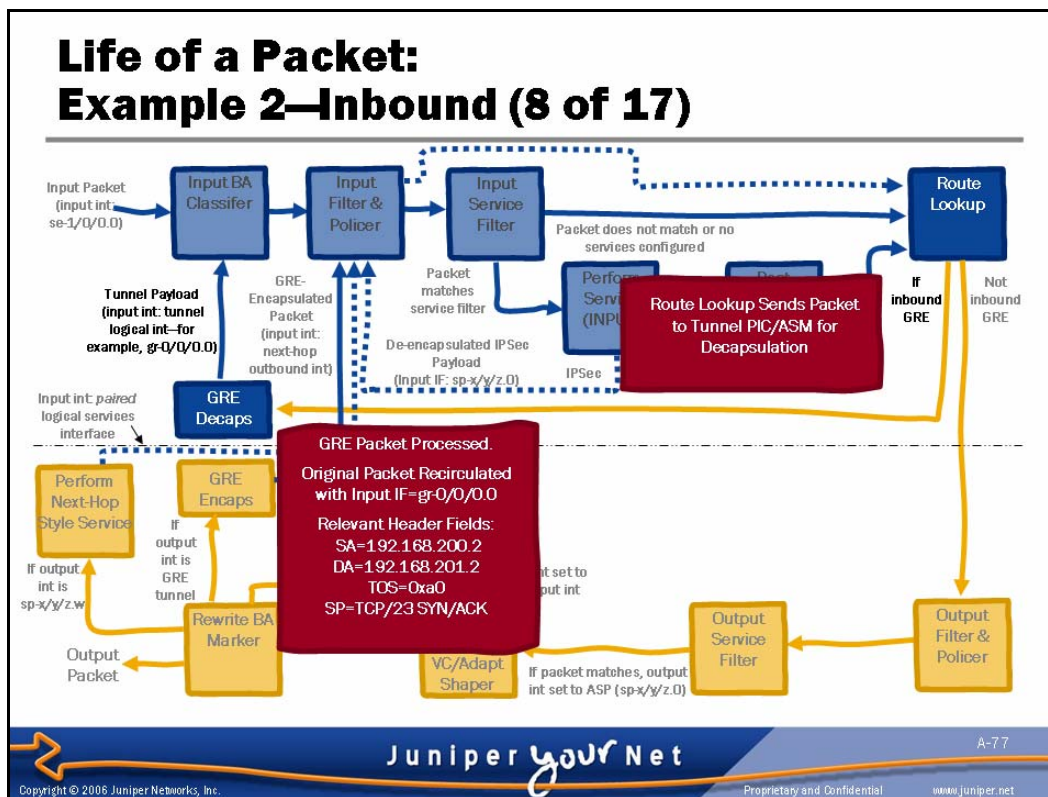 Life of a Packet:
Example 2—Inbound (8 of 17)
Input Packet
(input int:
se-1/0/0.0)
Input BA
Classifer
Input
Filter &
Policer
Input
Service
Filter
Route
Lookup
Packet does not match or no
services configured
Tunnel Payload
(input int: tunnel
logical int—for
example, gr-0/0/0.0)
GRE-
Encapsulated
Packet
(input int:
next-hop
outbound int)
Packet
matches
service filter
Perform
Servic
(INPU
Route Lookup Sends Packet
to Tunnel PIC/ASM for
Decapsulation
If
inbound
GRE
Not
inbound
GRE
De-encapsulated IPSec
Payload
(Input IF: sp-x/y/z.0)
IPSec
GRE
Decaps
Input int: paired
logical services
interface
Perform
Next-Hop
Style Service
GRE
Encaps
GRE Packet Processed.
Original Packet Recirculated
with Input IF=gr-0/0/0.0
Relevant Header Fields:
SA=192.168.200.2
DA=192.168.201.2
TOS=0xa0
SP=TCP/23 SYN/ACK
If
output
int is
GRE
tunnel
If output
int is
sp-x/y/z.w
set to
int
Rewrite BA
Marker
Output
Packet
VC/Adapt
Shaper
If packet matches, output
int set to ASP (sp-x/y/z.0)
Output
Service
Filter
Output
Filter &
Policer
Juniper your Net
A-77
Copyright © 2006 Juniper Networks, Inc.
Proprietary and Confidential
www.juniper.net